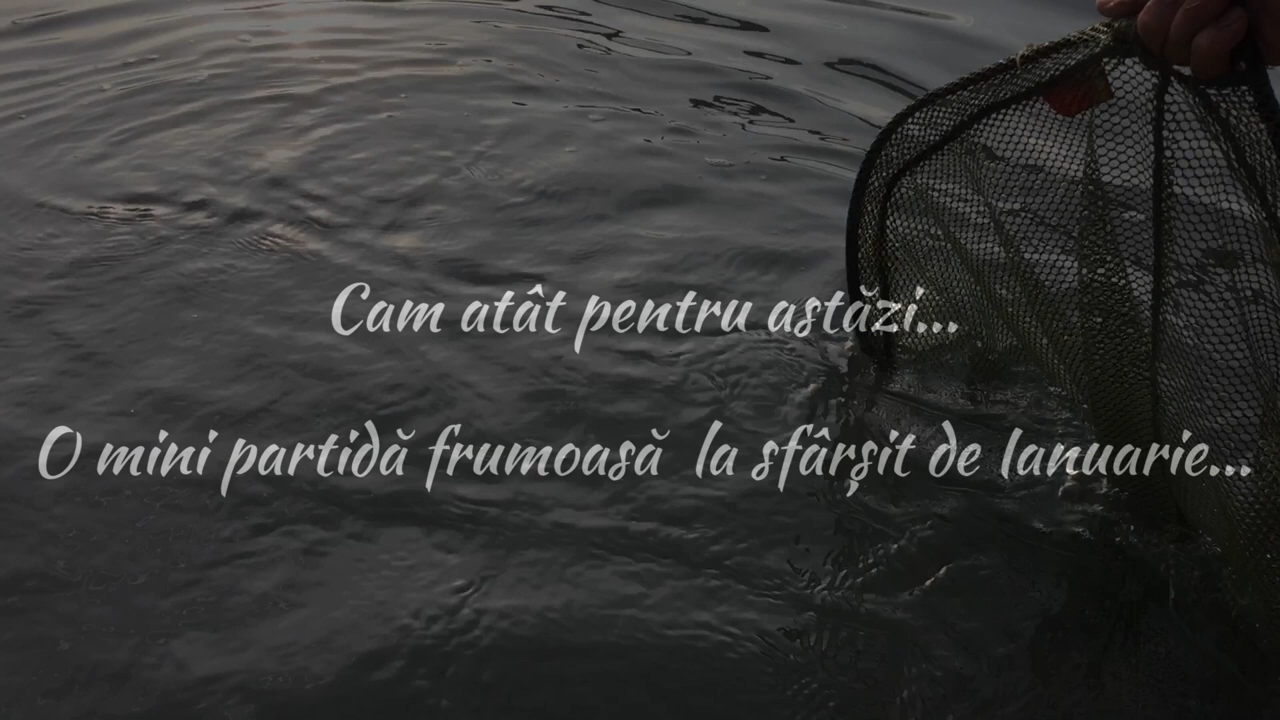 Cam atât pentru astăzi...
O mini partidă frumoasă la sfârșit de Ianuarie...